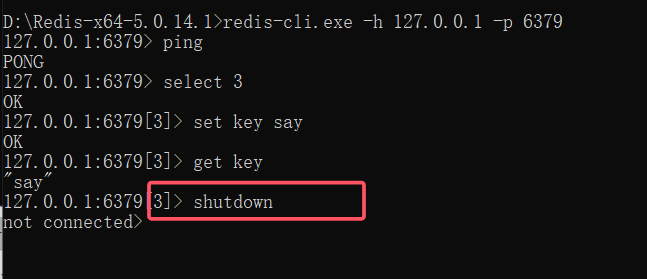 D:\Redis-x64-5.0.14.1>redis-cli.exe -h 127.0.0.1 -p 6379
127.0.0.1:6379> ping
PONG
127.0.0.1:6379> select 3
OK
127.0.0.1:6379[3]> set key say
OK
127.0.0.1:6379[3]> get key
"say"
127.0.0.1:6379[3]> shutdown
not connected>